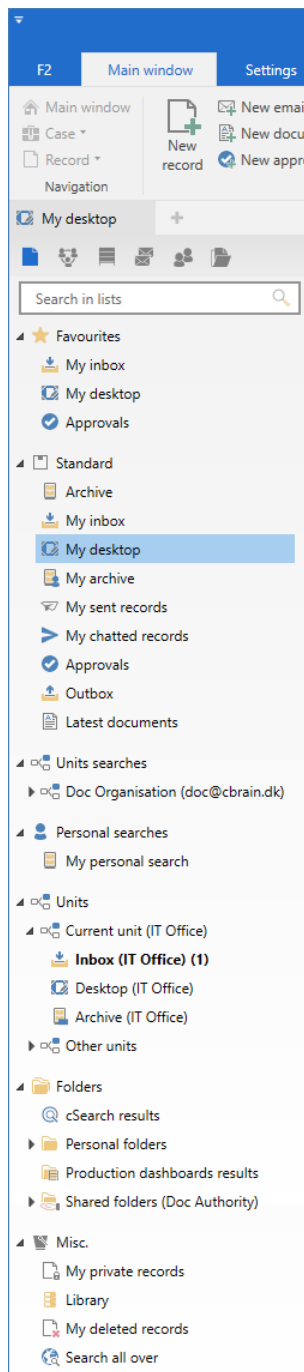 F2 Main window Settings
Main window
Case
Record
Navigation
New
record
New email
New docu
New appr
My desktop +
Search in lists
Favourites
My inbox
My desktop
Approvals
Standard
Archive
My inbox
My desktop
My archive
My sent records
My chatted records
Approvals
Outbox
Latest documents
Units searches
Doc Organisation (doc@cbrain.dk)
Personal searches
My personal search
Units
Current unit (IT Office)
Inbox (IT Office) (1)
Desktop (IT Office)
Archive (IT Office)
Other units
Folders
cSearch results
Personal folders
Production dashboards results
Shared folders (Doc Authority)
Misc.
My private records
Library
My deleted records
Search all over